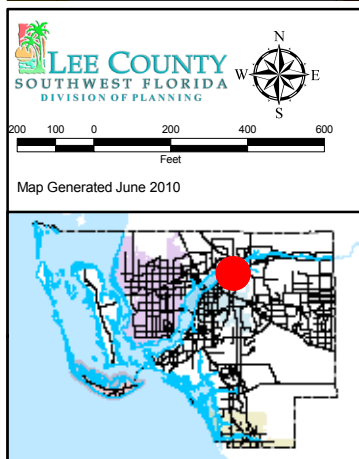 LEE COUNTY
SOUTHWEST FLORIDA
DIVISION OF PLANNING
N
W
E
S
200 100 0 200 400 600
Feet
Map Generated June 2010